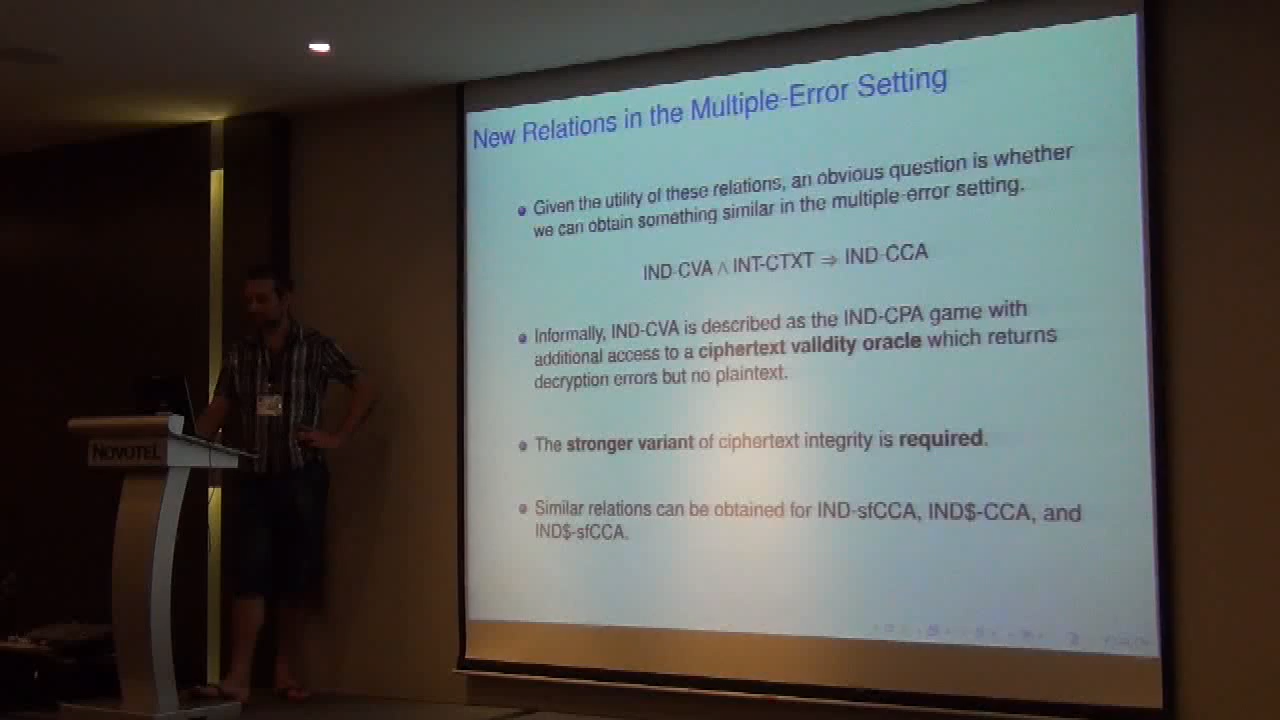 New Relations in the Multiple-Error Setting
Given the utility of these relations, an obvious question is whether
we can obtain something similar in the multiple-error setting.
IND-CVA ∧ INT-CTXT ⇒ IND-CCA
Informally, IND-CVA is described as the IND-CPA game with
additional access to a ciphertext validity oracle which returns
decryption errors but no plaintext.
The stronger variant of ciphertext integrity is required.
Similar relations can be obtained for IND-sfCCA, IND$-CCA, and
IND$-sfCCA.
NOVOTEL